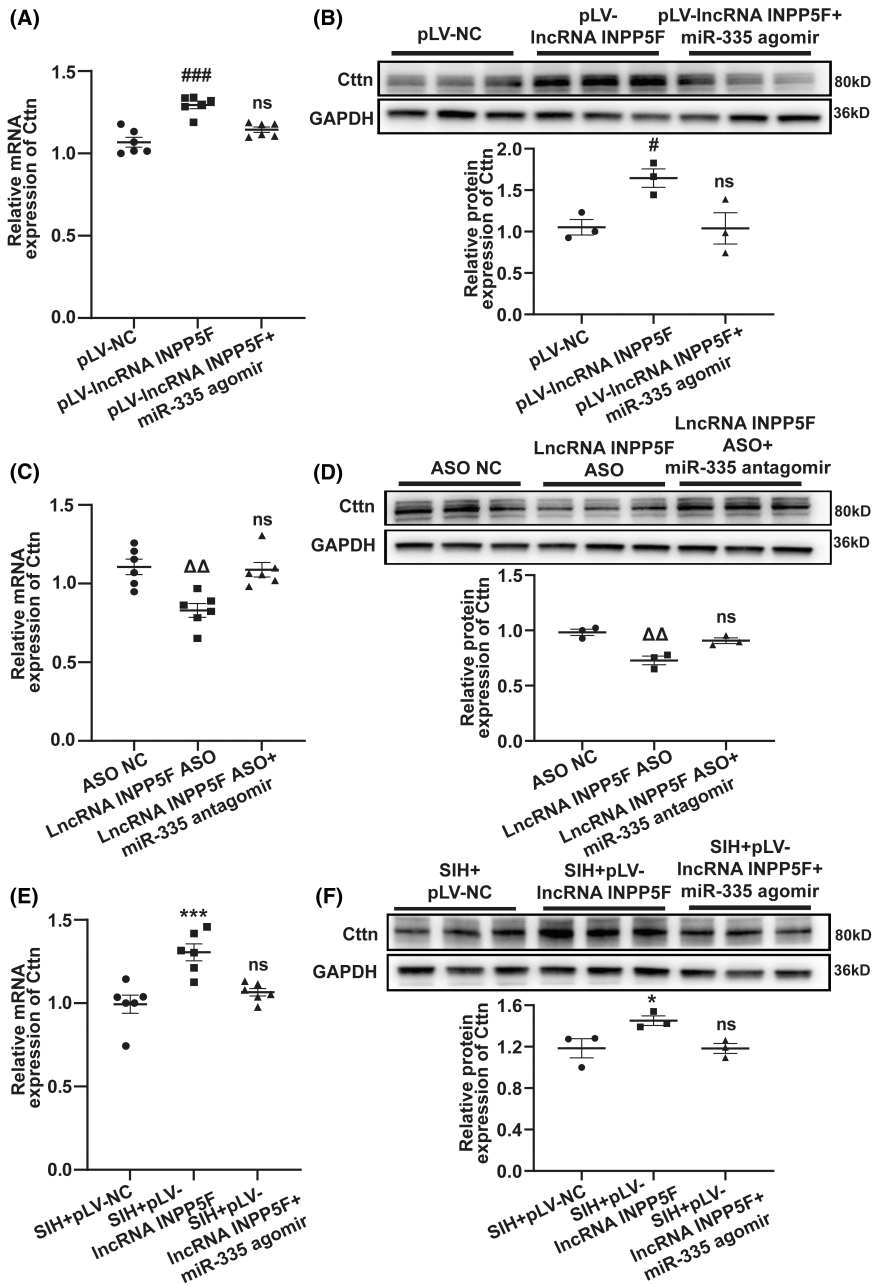 (A)
Relative mRNA
expression of Cttn
1.5
1.0
0.5
0.0
###
ns
pLV-NC
pLV-lncRNA INPP5F
pLV-lncRNA INPP5F+
miR-335 agomir
(B)
pLV-NC
pLV-
lncRNA INPP5F
pLV-lncRNA INPP5F+
miR-335 agomir
Cttn
80kD
GAPDH
36kD
Relative protein
expression of Cttn
2.0
1.5
1.0
0.5
0.0
#
ns
pLV-NC
pLV-lncRNA INPP5F
pLV-lncRNA INPP5F+
miR-335 agomir
(C)
Relative mRNA
expression of Cttn
1.5
1.0
0.5
0.0
ΔΔ
ns
ASO NC
LncRNA INPP5F ASO
LncRNA INPP5F ASO+
miR-335 antagomir
(D)
ASO NC
LncRNA INPP5F
ASO
LncRNA INPP5F
ASO+
miR-335 antagomir
Cttn
80kD
GAPDH
36kD
Relative protein
expression of Cttn
1.5
1.0
0.5
0.0
ΔΔ
ns
ASO NC
LncRNA INPP5F ASO
LncRNA INPP5F ASO+
miR-335 antagomir
(E)
Relative mRNA
expression of Cttn
1.5
1.0
0.5
0.0
***
ns
SIH+pLV-NC
SIH+pLV-
lncRNA INPP5F
SIH+pLV-
lncRNA INPP5F+
miR-335 agomir
(F)
SIH+
pLV-NC
SIH+pLV-
lncRNA INPP5F
SIH+pLV-
lncRNA INPP5F+
miR-335 agomir
Cttn
80kD
GAPDH
36kD
Relative protein
expression of Cttn
1.6
1.2
0.8
0.4
0.0
*
ns
SIH+pLV-NC
SIH+pLV-
lncRNA INPP5F
SIH+pLV-
lncRNA INPP5F+
miR-335 agomir